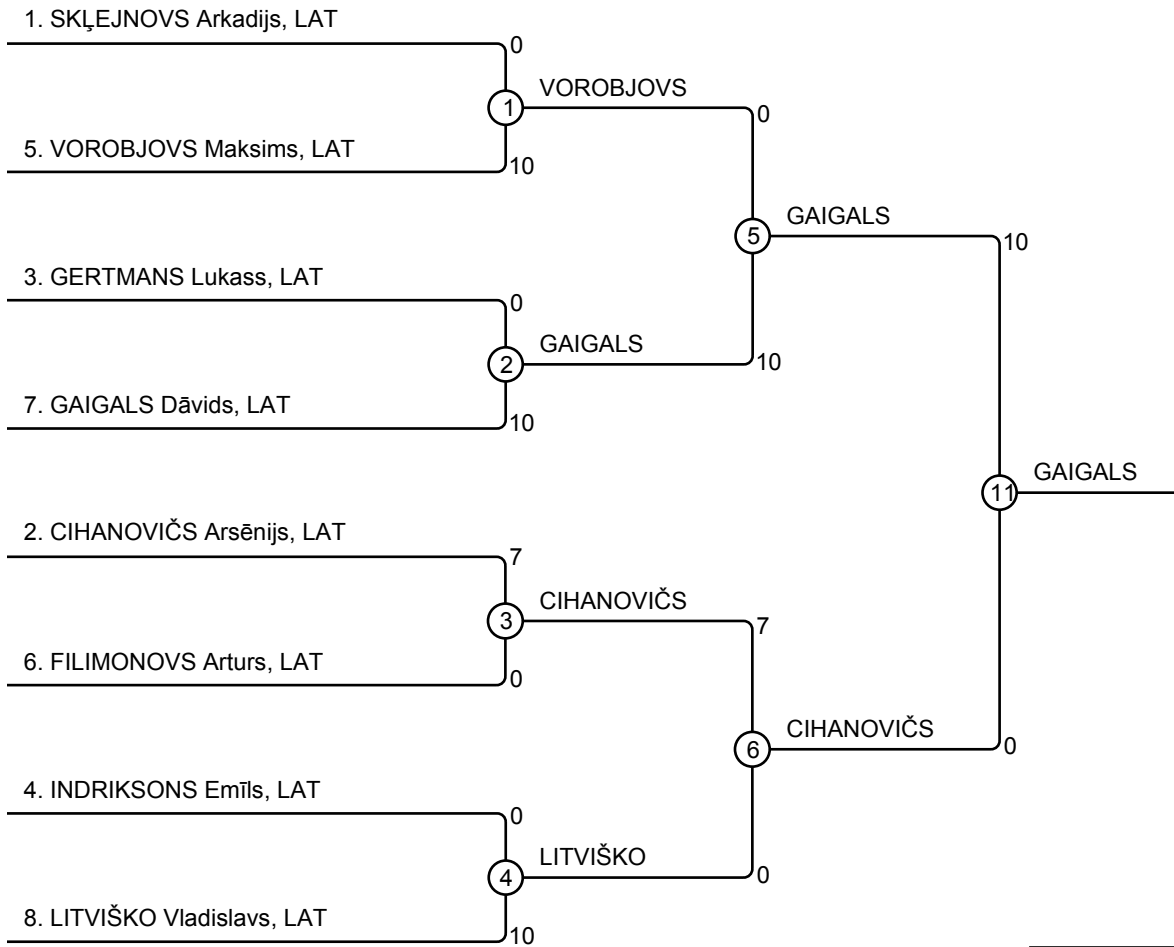 1. SKĻEJNOVS Arkadijs, LAT
0
1
VOROBJOVS
0
5. VOROBJOVS Maksims, LAT
10
5
GAIGALS
10
3. GERTMANS Lukass, LAT
0
2
GAIGALS
10
7. GAIGALS Dāvids, LAT
10
11
GAIGALS
2. CIHANOVIČS Arsēnijs, LAT
7
3
CIHANOVIČS
7
6. FILIMONOVS Arturs, LAT
0
6
CIHANOVIČS
0
4. INDRIKSONS Emīls, LAT
0
4
LITVIŠKO
0
8. LITVIŠKO Vladislavs, LAT
10